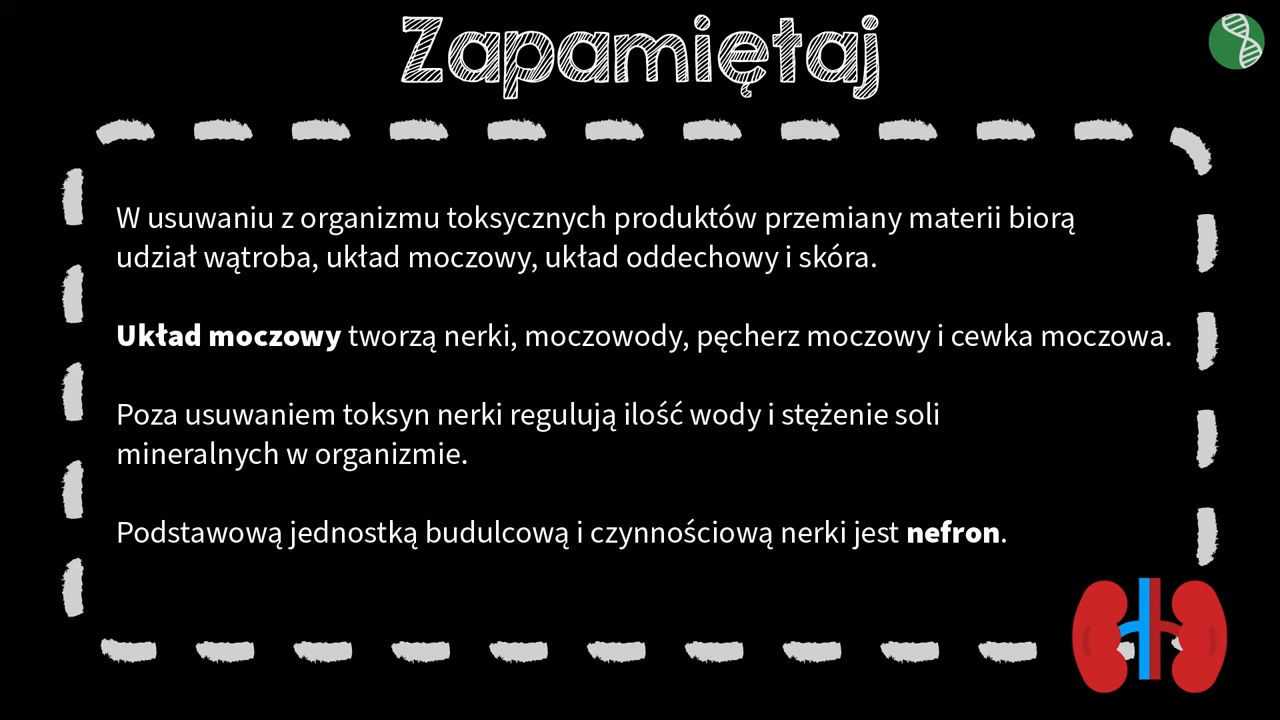 Zapamiętaj
W usuwaniu z organizmu toksycznych produktów przemiany materii biorą
udział wątroba, układ moczowy, układ oddechowy i skóra.
Układ moczowy tworzą nerki, moczowody, pęcherz moczowy i cewka moczowa.
Poza usuwaniem toksyn nerki regulują ilość wody i stężenie soli
mineralnych w organizmie.
Podstawową jednostką budulcową i czynnościową nerki jest nefron.